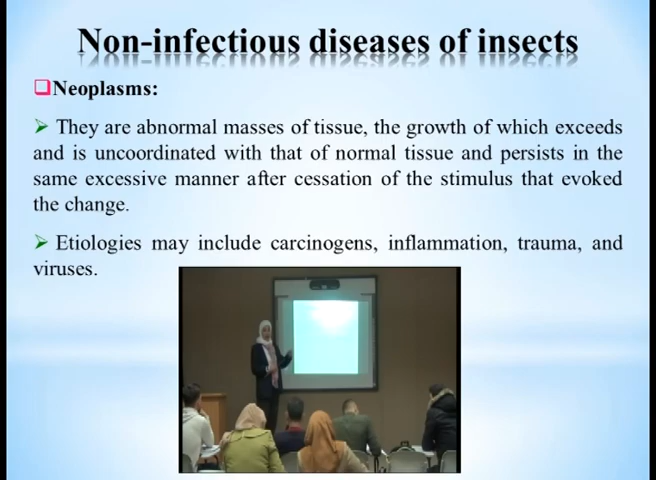 Non-infectious diseases of insects
Neoplasms:
They are abnormal masses of tissue, the growth of which exceeds
and is uncoordinated with that of normal tissue and persists in the
same excessive manner after cessation of the stimulus that evoked
the change.
Etiologies may include carcinogens, inflammation, trauma, and
viruses.